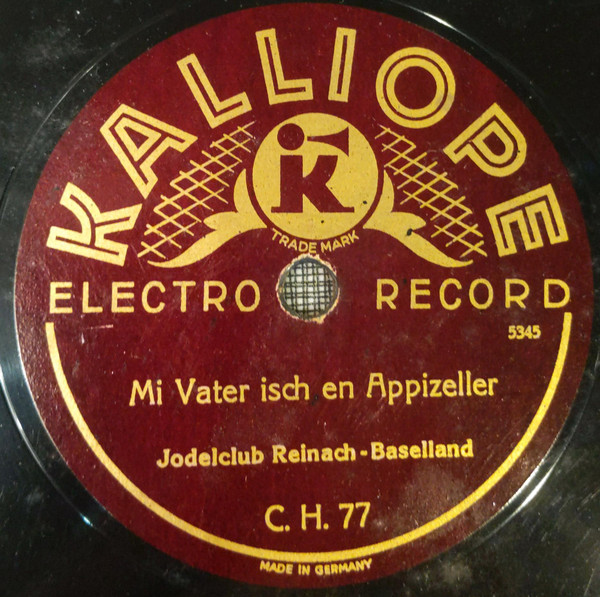 KALLIOPE
K
TRADE MARK
ELECTRO RECORD
5345
Mi Vater isch en Appizeller
Jodelclub Reinach-Baselland
C. H. 77
MADE IN GERMANY